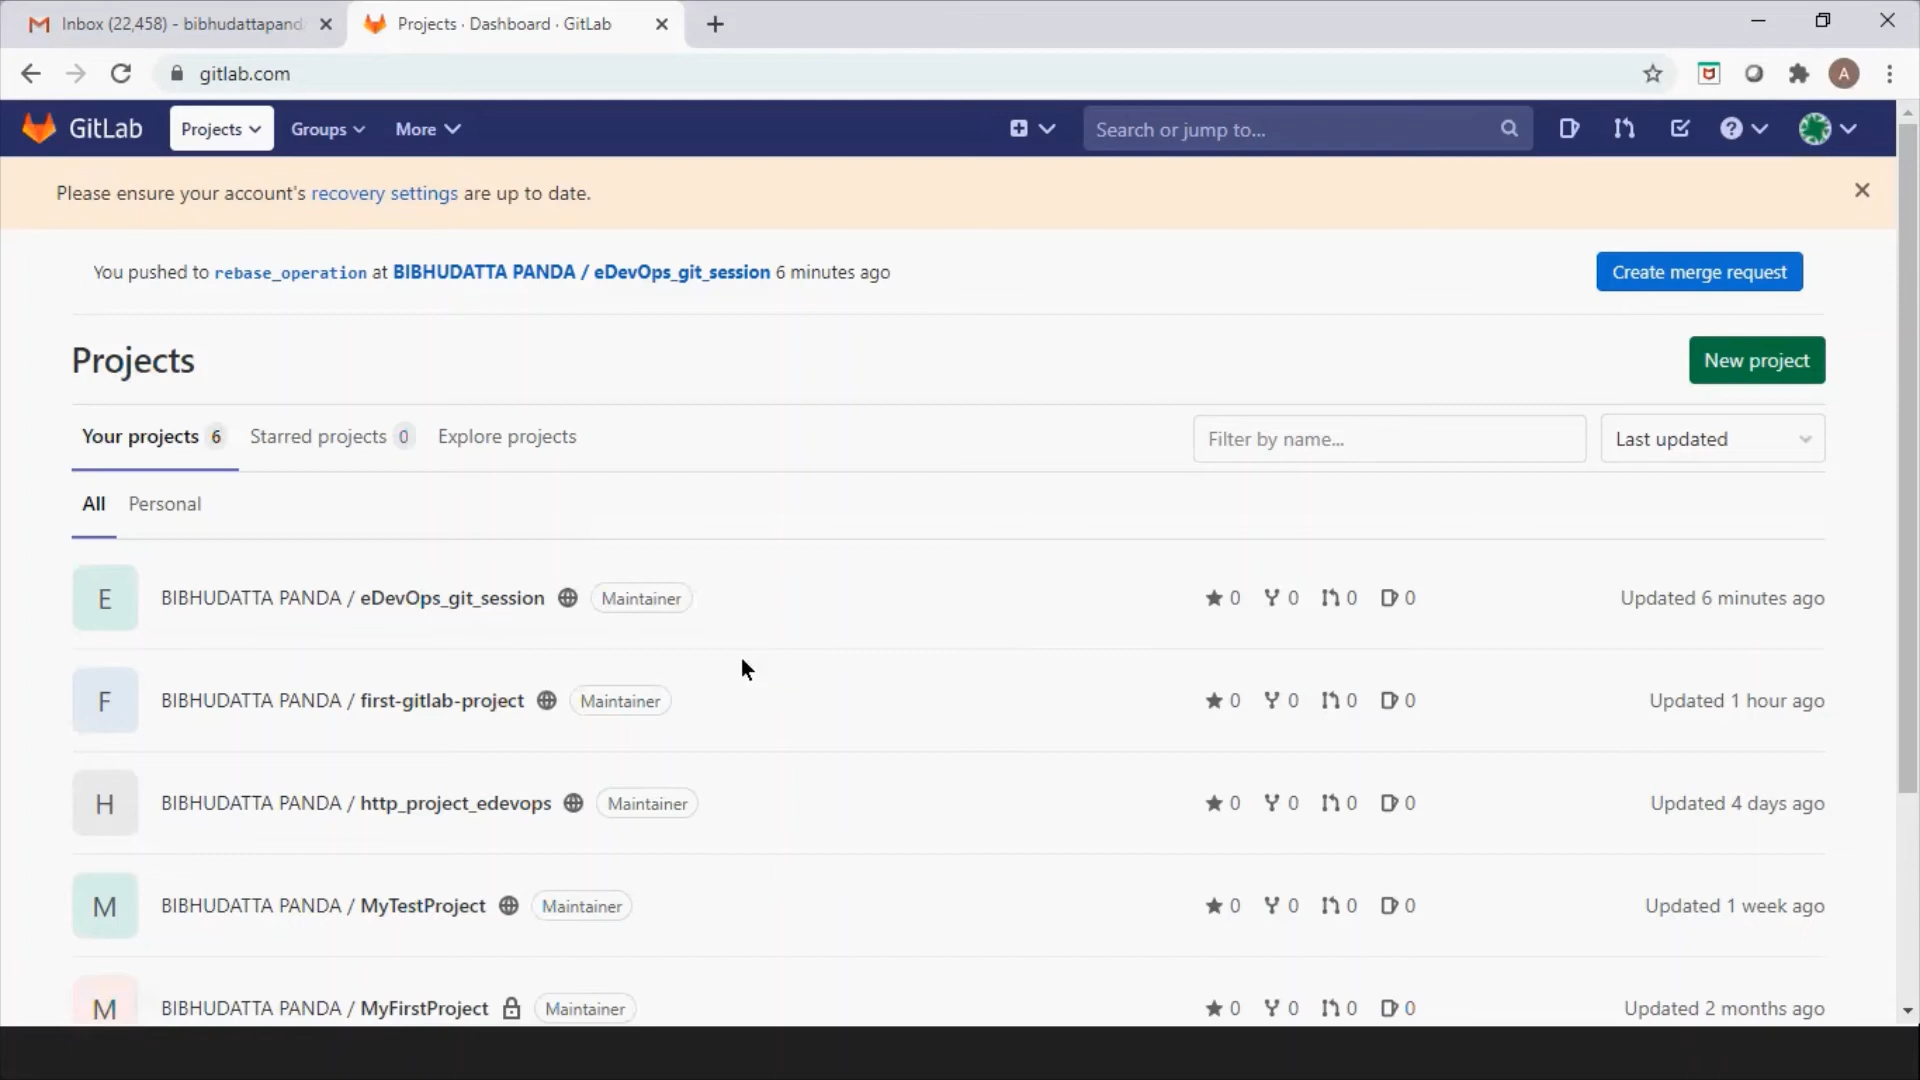 Inbox (22,458) - bibhudattapand
Projects · Dashboard · GitLab
gitlab.com
A
GitLab
Projects
Groups
More
Search or jump to...
Please ensure your account's recovery settings are up to date.
You pushed to rebase_operation at BIBHUDATTA PANDA / eDevOps_git_session 6 minutes ago
Create merge request
Projects
New project
Your projects 6
Starred projects 0
Explore projects
Filter by name...
Last updated
All
Personal
E
BIBHUDATTA PANDA / eDevOps_git_session
Maintainer
0 0 0 0
Updated 6 minutes ago
F
BIBHUDATTA PANDA / first-gitlab-project
Maintainer
0 0 0 0
Updated 1 hour ago
H
BIBHUDATTA PANDA / http_project_edevops
Maintainer
0 0 0 0
Updated 4 days ago
M
BIBHUDATTA PANDA / MyTestProject
Maintainer
0 0 0 0
Updated 1 week ago
M
BIBHUDATTA PANDA / MyFirstProject
Maintainer
0 0 0 0
Updated 2 months ago